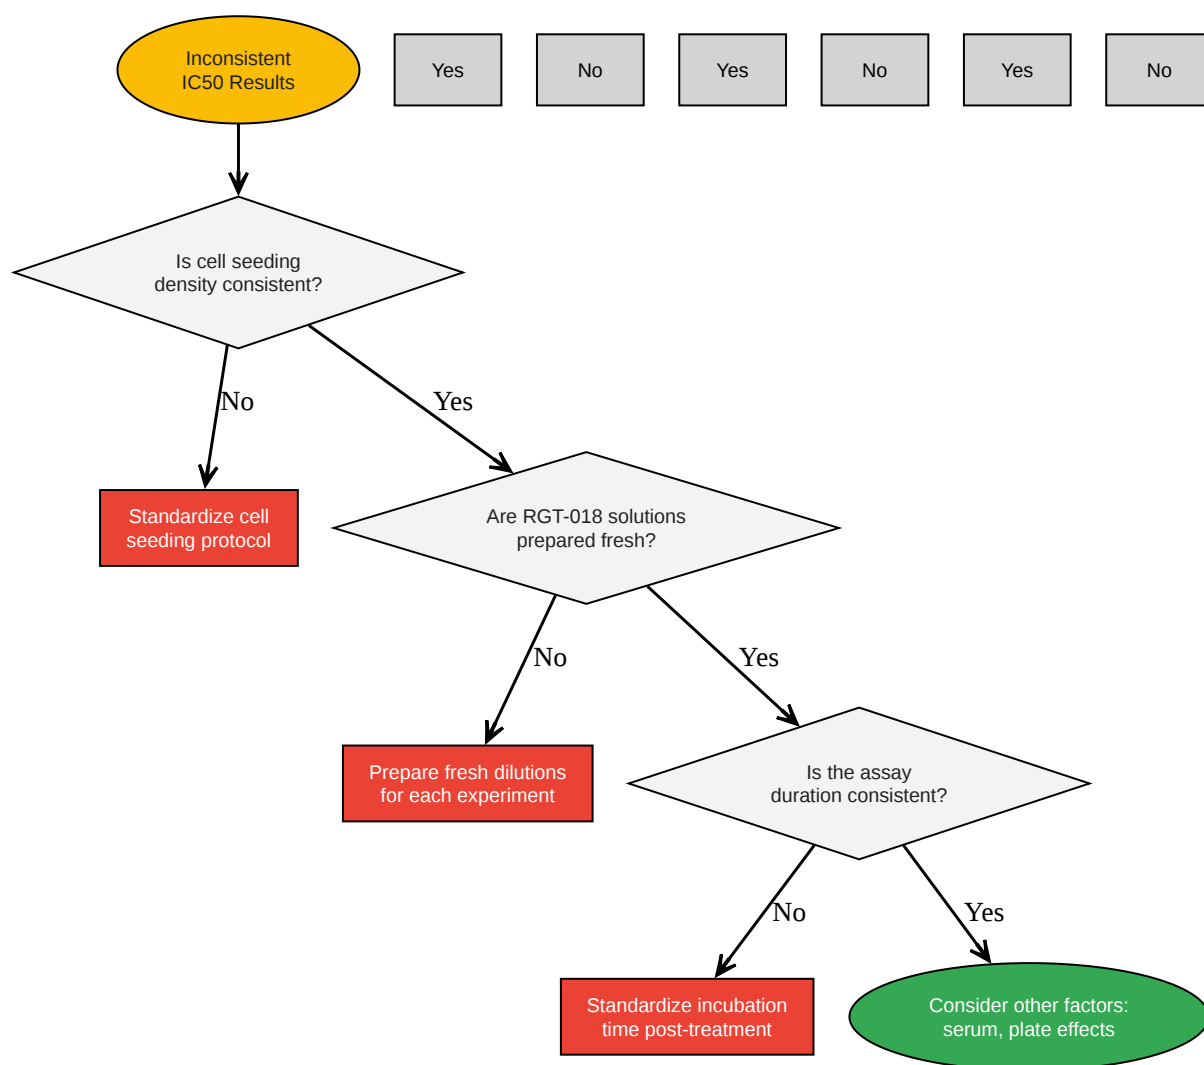 Inconsistent
IC50 Results
Yes
No
Yes
No
Yes
No
Is cell seeding
density consistent?
No
Yes
Standardize cell
seeding protocol
Are RGT-018 solutions
prepared fresh?
No
Yes
Prepare fresh dilutions
for each experiment
Is the assay
duration consistent?
No
Yes
Standardize incubation
time post-treatment
Consider other factors:
serum, plate effects